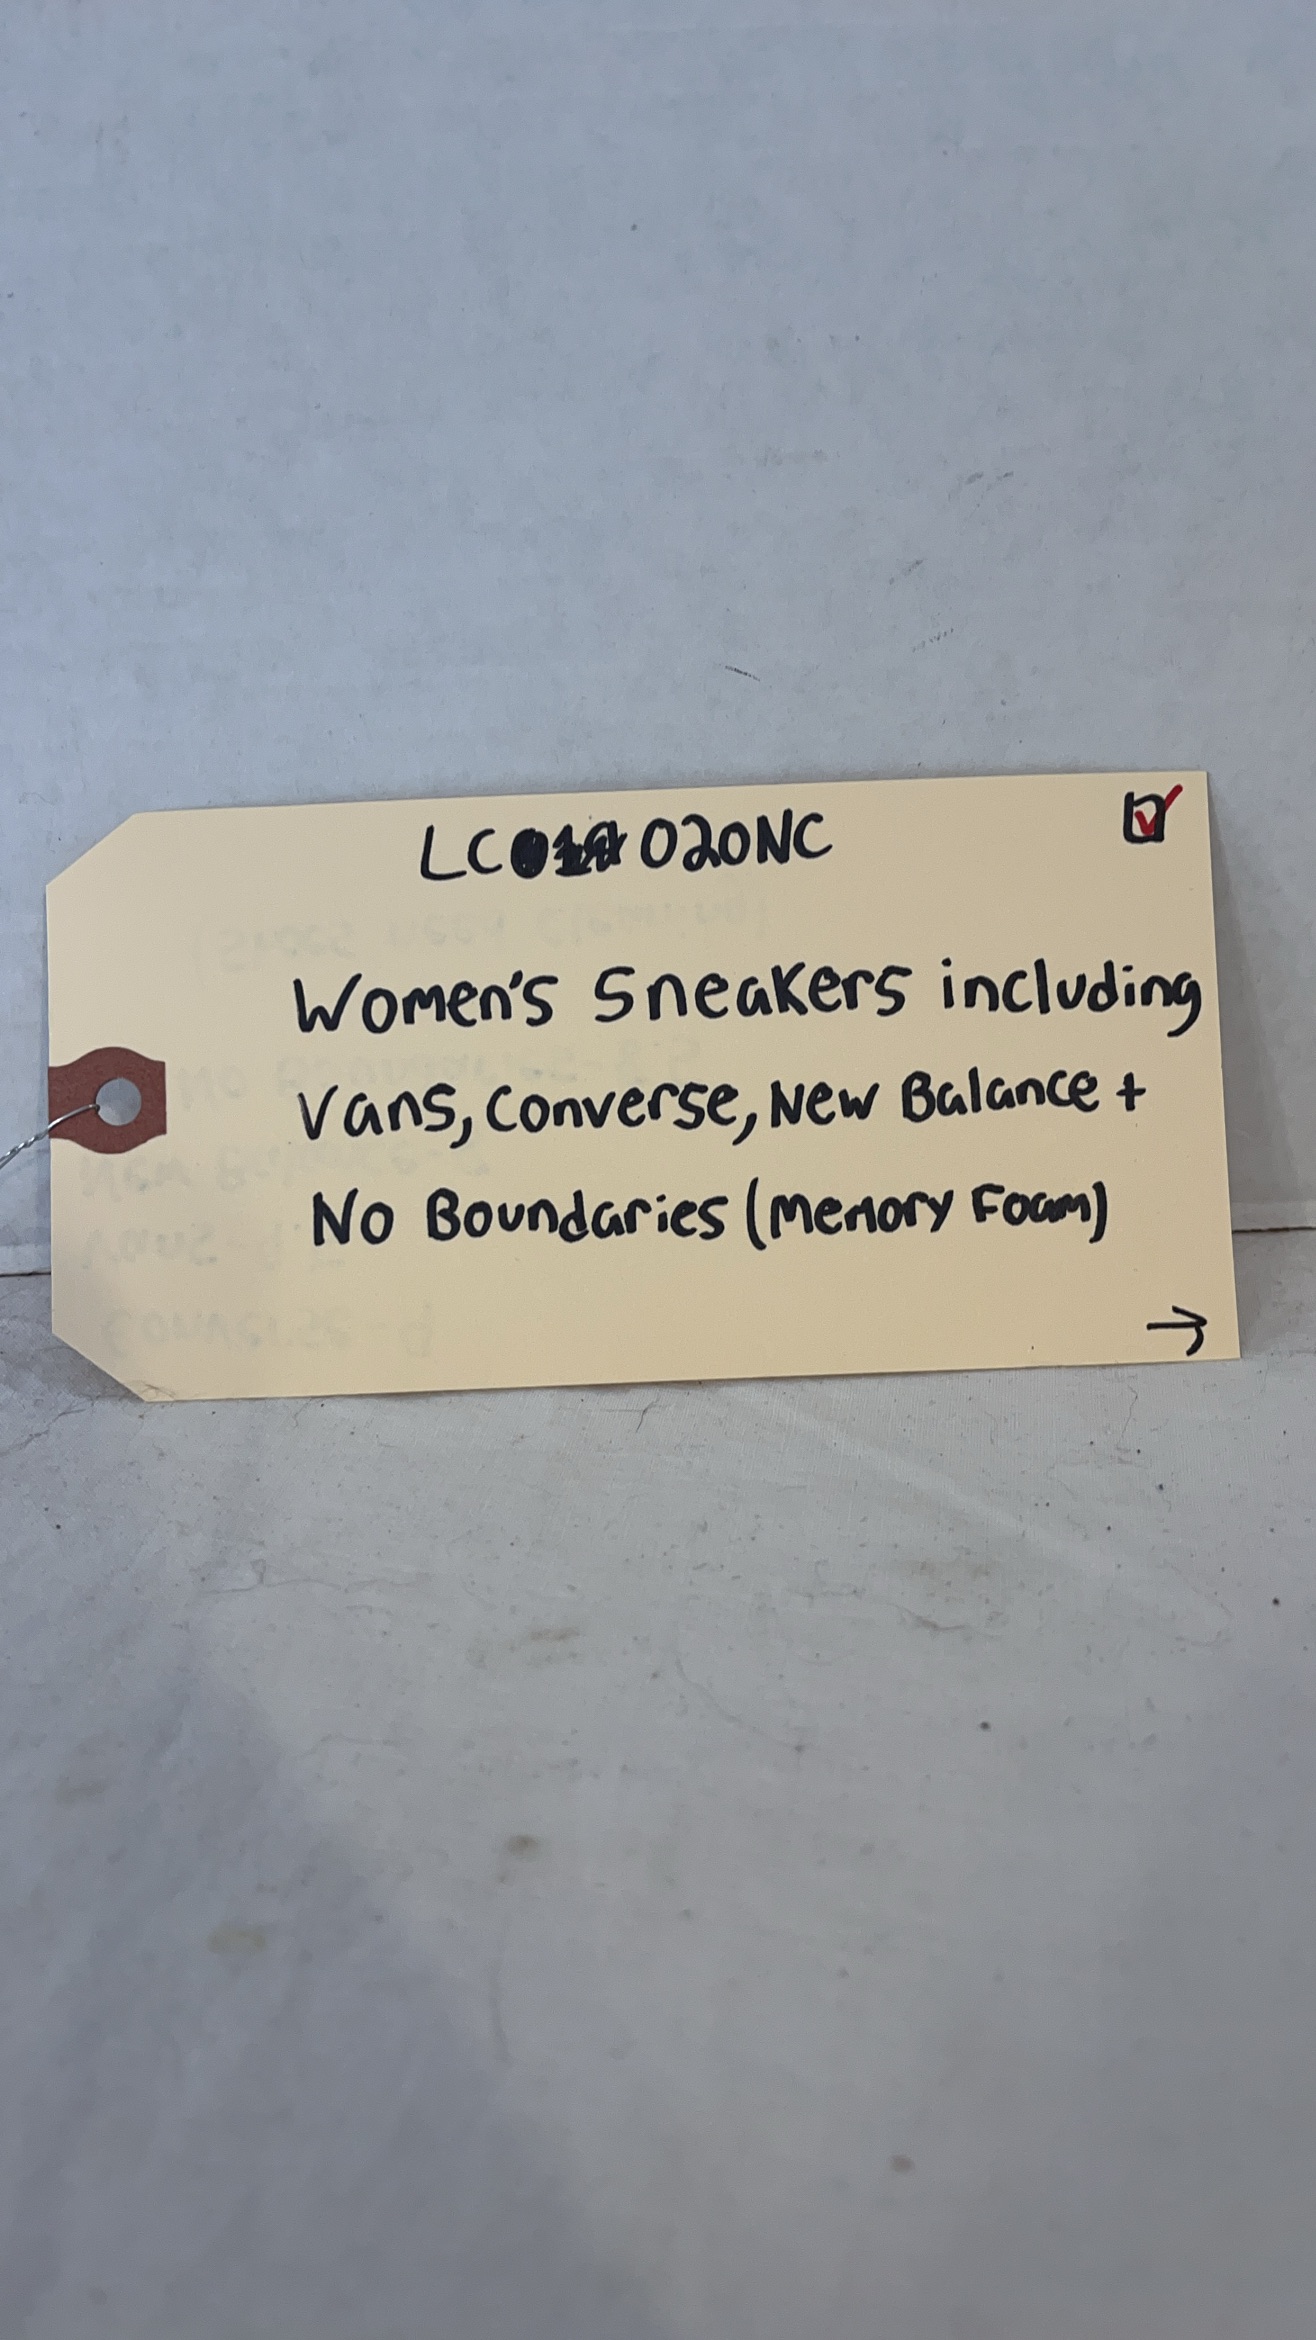 LC 020NC
Women's Sneakers including
Vans, Converse, New Balance +
No Boundaries (Memory Foam)
→